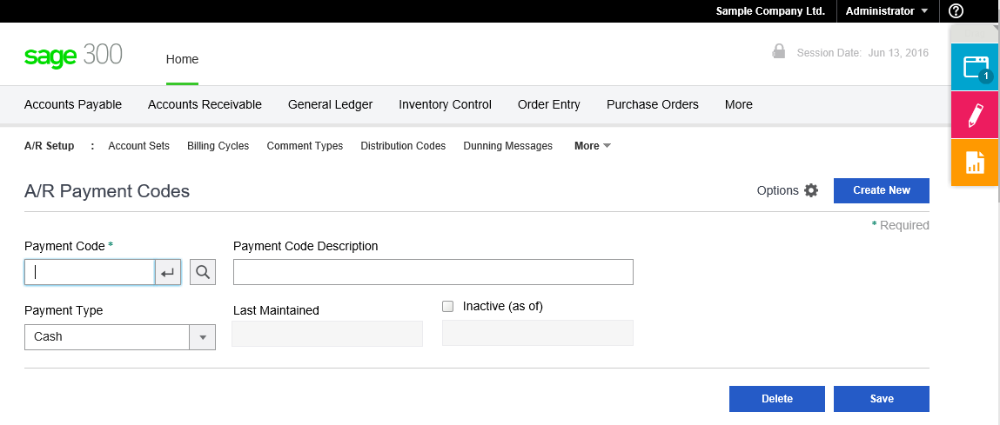 Sample Company Ltd. Administrator ?
sage 300 Home Session Date: Jun 13, 2016
1
Accounts Payable Accounts Receivable General Ledger Inventory Control Order Entry Purchase Orders More
A/R Setup : Account Sets Billing Cycles Comment Types Distribution Codes Dunning Messages More
A/R Payment Codes Options Create New
* Required
Payment Code * Payment Code Description
Payment Type Last Maintained Inactive (as of)
Cash
Delete Save